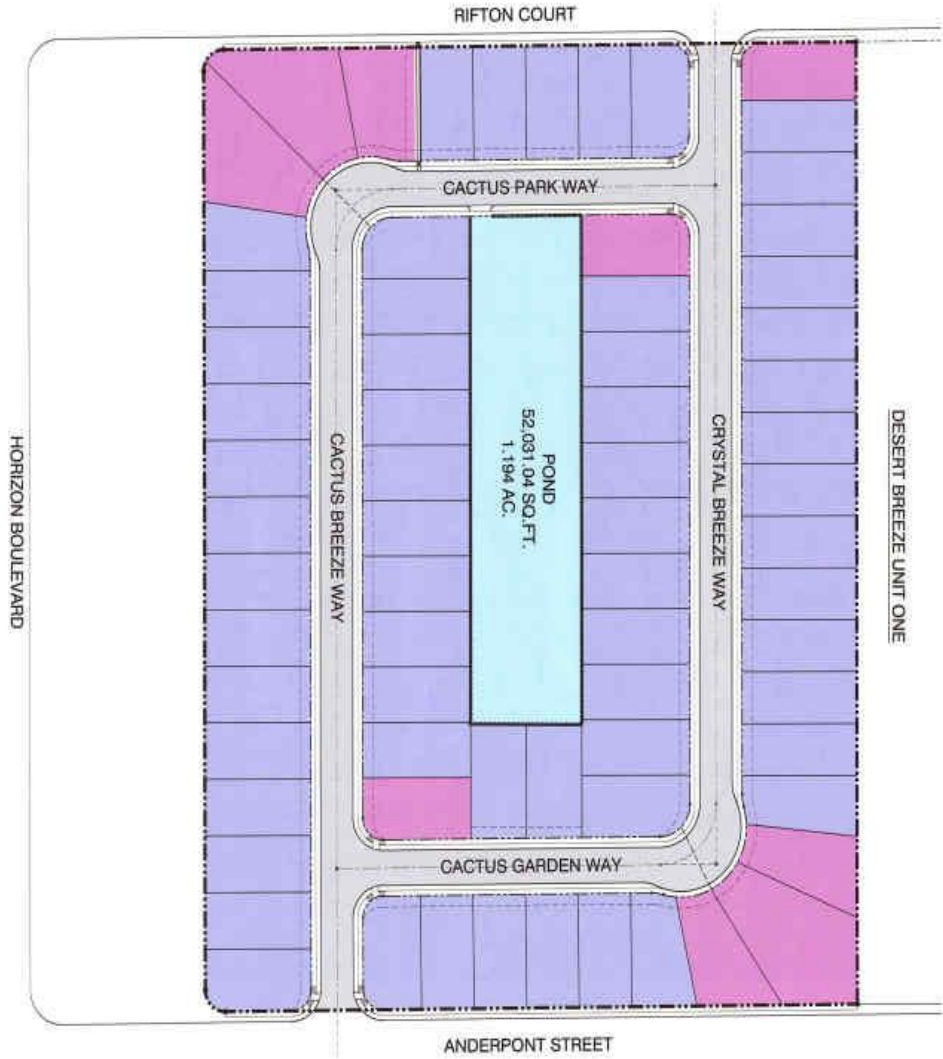 RIFTON COURT
CACTUS PARK WAY
HORIZON BOULEVARD
CACTUS BREEZE WAY
POND
52,031.04 SQ.FT.
1.194 AC.
CRYSTAL BREEZE WAY
DESERT BREEZE UNIT ONE
CACTUS GARDEN WAY
ANDERPONT STREET